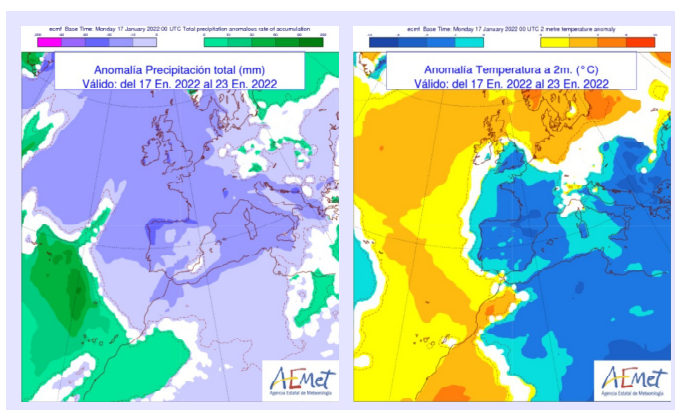 ecmf Base Time: Monday 17 January 2022 00 UTC Total precipitation anomalies rate of accumulation
Anomalía Precipitación total (mm)
Válido: del 17 En. 2022 al 23 En. 2022
AEMet
Agencia Estatal de Meteorología
ecmf Base Time: Monday 17 January 2022 00 UTC 2 metre temperature anomaly
Anomalía Temperatura a 2m. (°C)
Válido: del 17 En. 2022 al 23 En. 2022
AEMet
Agencia Estatal de Meteorología